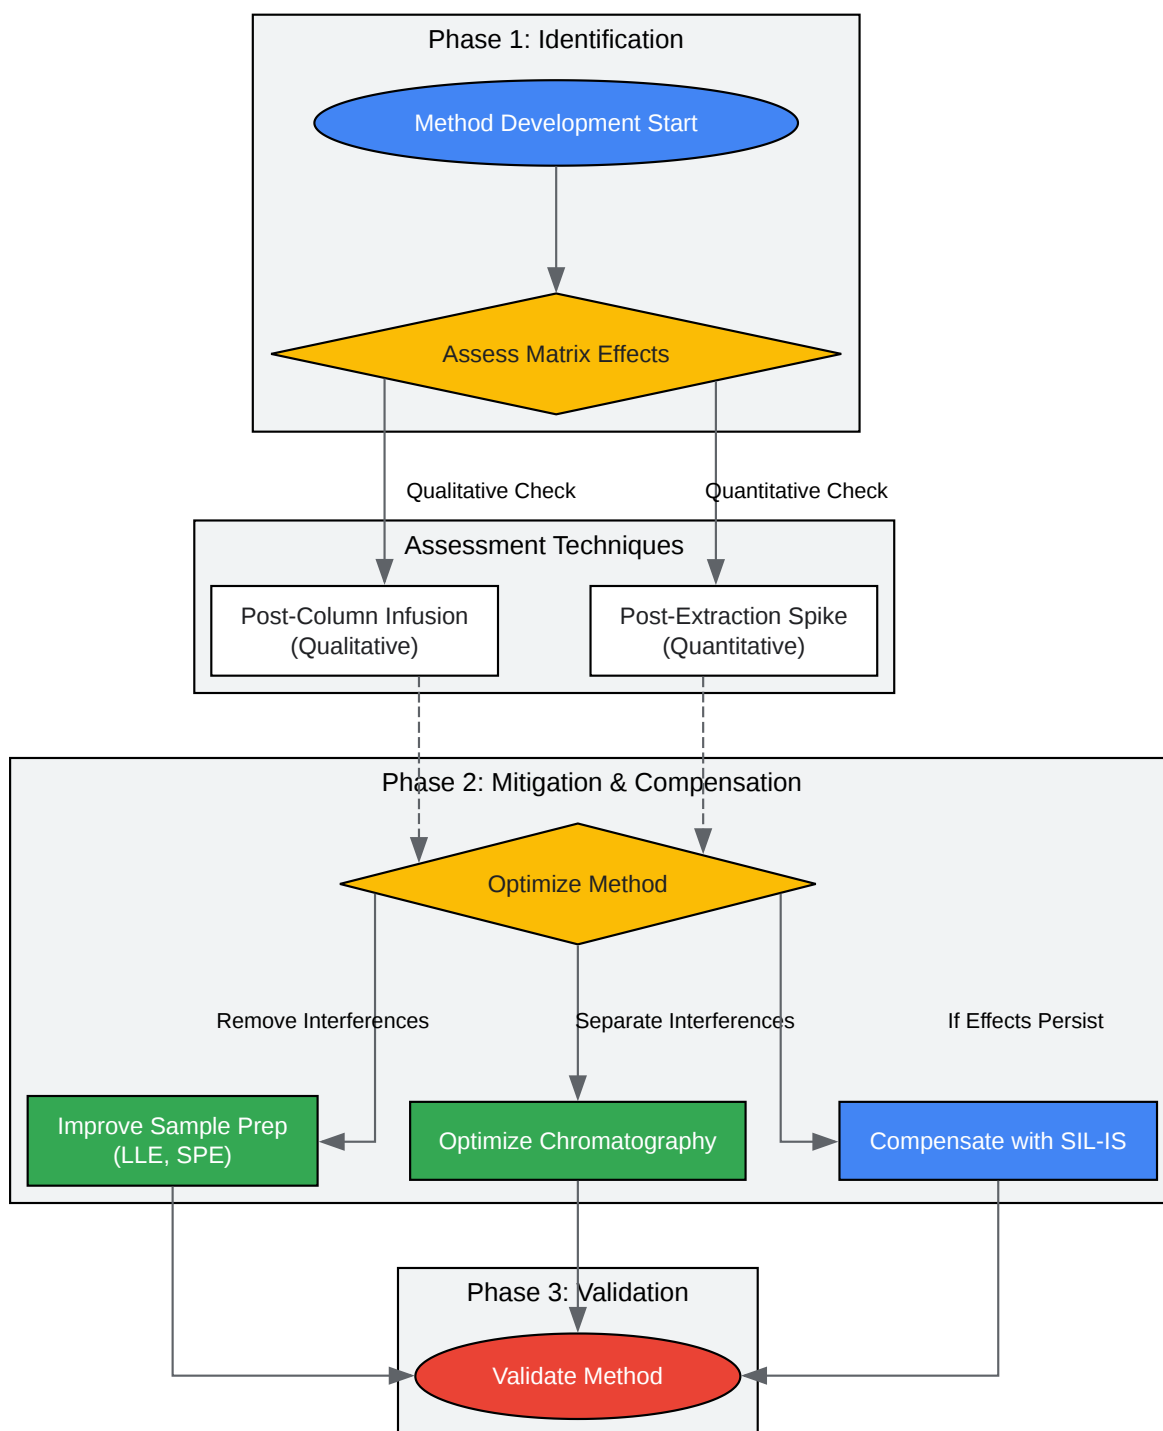 Phase 1: Identification
Method Development Start
Assess Matrix Effects
Qualitative Check
Quantitative Check
Assessment Techniques
Post-Column Infusion
(Qualitative)
Post-Extraction Spike
(Quantitative)
Phase 2: Mitigation & Compensation
Optimize Method
Remove Interferences
Separate Interferences
If Effects Persist
Improve Sample Prep
(LLE, SPE)
Optimize Chromatography
Compensate with SIL-IS
Phase 3: Validation
Validate Method